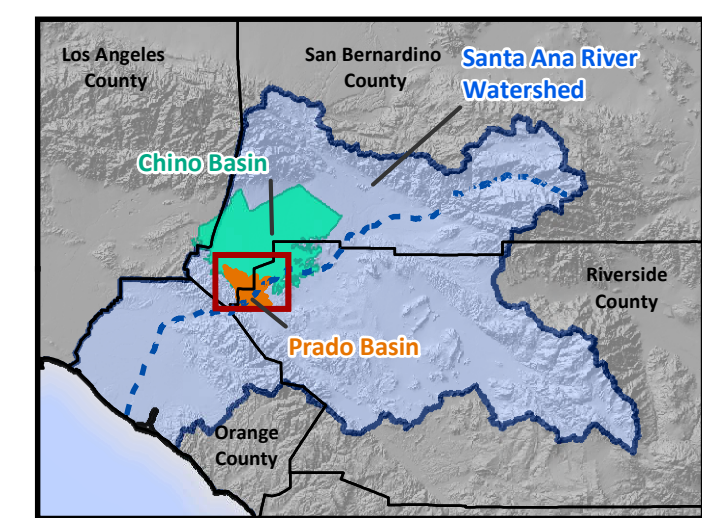 Los Angeles
County
San Bernardino
County
Santa Ana River
Watershed
Chino Basin
Riverside
County
Prado Basin
Orange
County